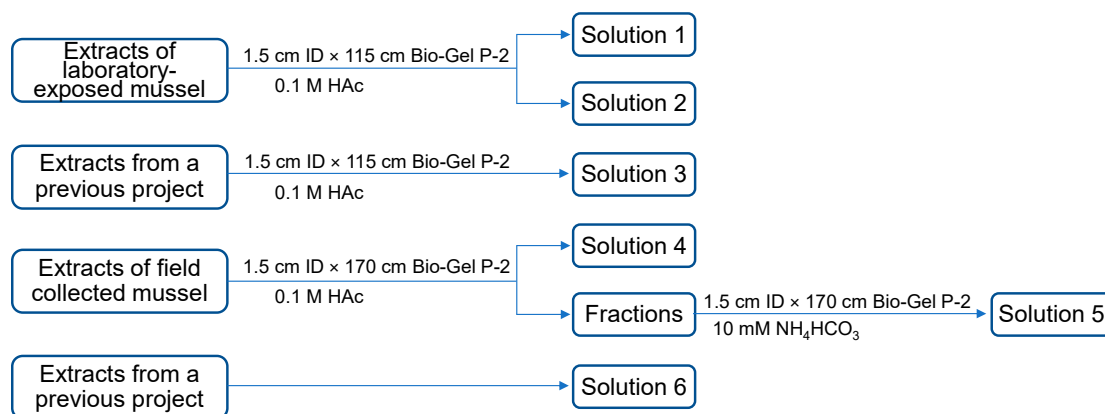 Extracts of
laboratory-
exposed mussel
1.5 cm ID × 115 cm Bio-Gel P-2
0.1 M HAc
Solution 1
Solution 2
Extracts from a
previous project
1.5 cm ID × 115 cm Bio-Gel P-2
0.1 M HAc
Solution 3
Extracts of field
collected mussel
1.5 cm ID × 170 cm Bio-Gel P-2
0.1 M HAc
Solution 4
Fractions
1.5 cm ID × 170 cm Bio-Gel P-2
10 mM NH₄HCO₃
Solution 5
Extracts from a
previous project
Solution 6